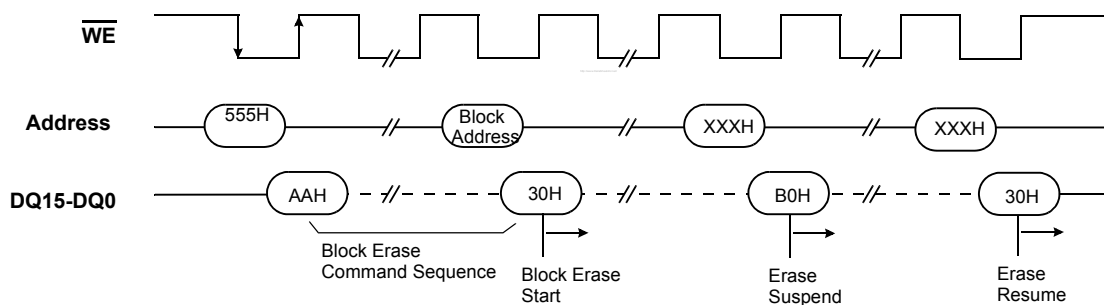 WE
Address
555H
Block
Address
XXXH
XXXH
DQ15-DQ0
AAH
30H
B0H
30H
Block Erase
Command Sequence
Block Erase
Start
Erase
Suspend
Erase
Resume